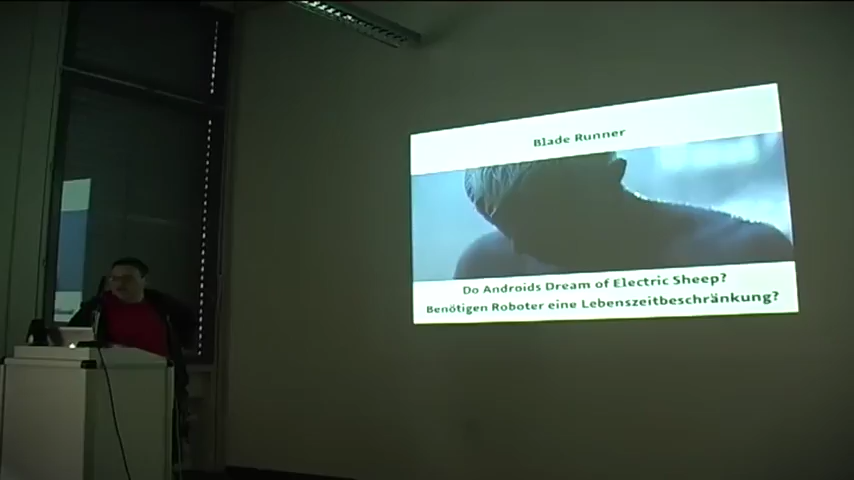 Blade Runner
Do Androids Dream of Electric Sheep?
Benötigen Roboter eine Lebenszeitbeschränkung?